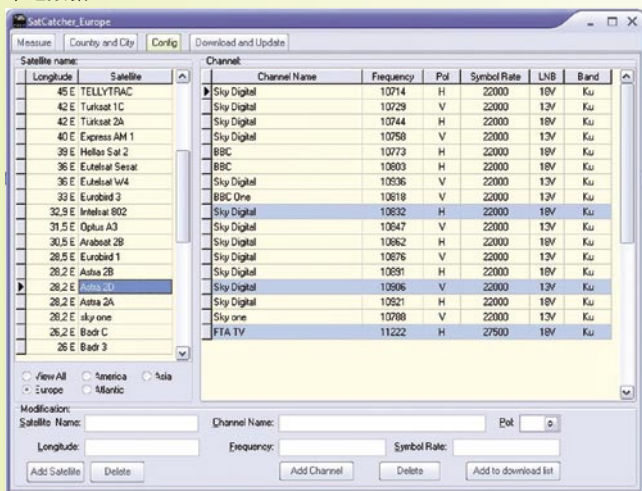 SatCatcher_Europe
Measure Country and City Config Download and Update
Satellite name:
Longitude Satellite
45 E TELLYTRAC
42 E Turksat 1C
42 E Turksat 2A
40 E Express AM 1
39 E Hellas Sat 2
36 E Eutelsat Sesat
36 E Eutelsat W4
33 E Eurobird 3
32,9 E Intelsat 802
31,5 E Optus A3
30,5 E Arabsat 2B
28,5 E Eurobird 1
28,2 E Astra 2B
28,2 E Astra 2D
28,2 E Astra 2A
28,2 E sky one
26,2 E Badr C
26 E Badr 3
View All America Asia
Europe Atlantic
Channel:
Channel Name Frequency Pol Symbol Rate LNB Band
Sky Digital 10714 H 22000 18V Ku
Sky Digital 10729 V 22000 13V Ku
Sky Digital 10744 H 22000 18V Ku
Sky Digital 10758 V 22000 13V Ku
BBC 10773 H 22000 18V Ku
BBC 10803 H 22000 18V Ku
Sky Digital 10936 V 22000 13V Ku
BBC One 10818 V 22000 13V Ku
Sky Digital 10832 H 22000 18V Ku
Sky Digital 10847 V 22000 13V Ku
Sky Digital 10862 H 22000 18V Ku
Sky Digital 10876 V 22000 13V Ku
Sky Digital 10891 H 22000 18V Ku
Sky Digital 10906 V 22000 13V Ku
Sky Digital 10921 H 22000 18V Ku
Sky one 10788 V 22000 13V Ku
FTA TV 11222 H 27500 18V Ku
Modification:
Satellite Name: Channel Name: Pol:
Longitude: Frequency: Symbol Rate:
Add Satellite Delete Add Channel Delete Add to download list